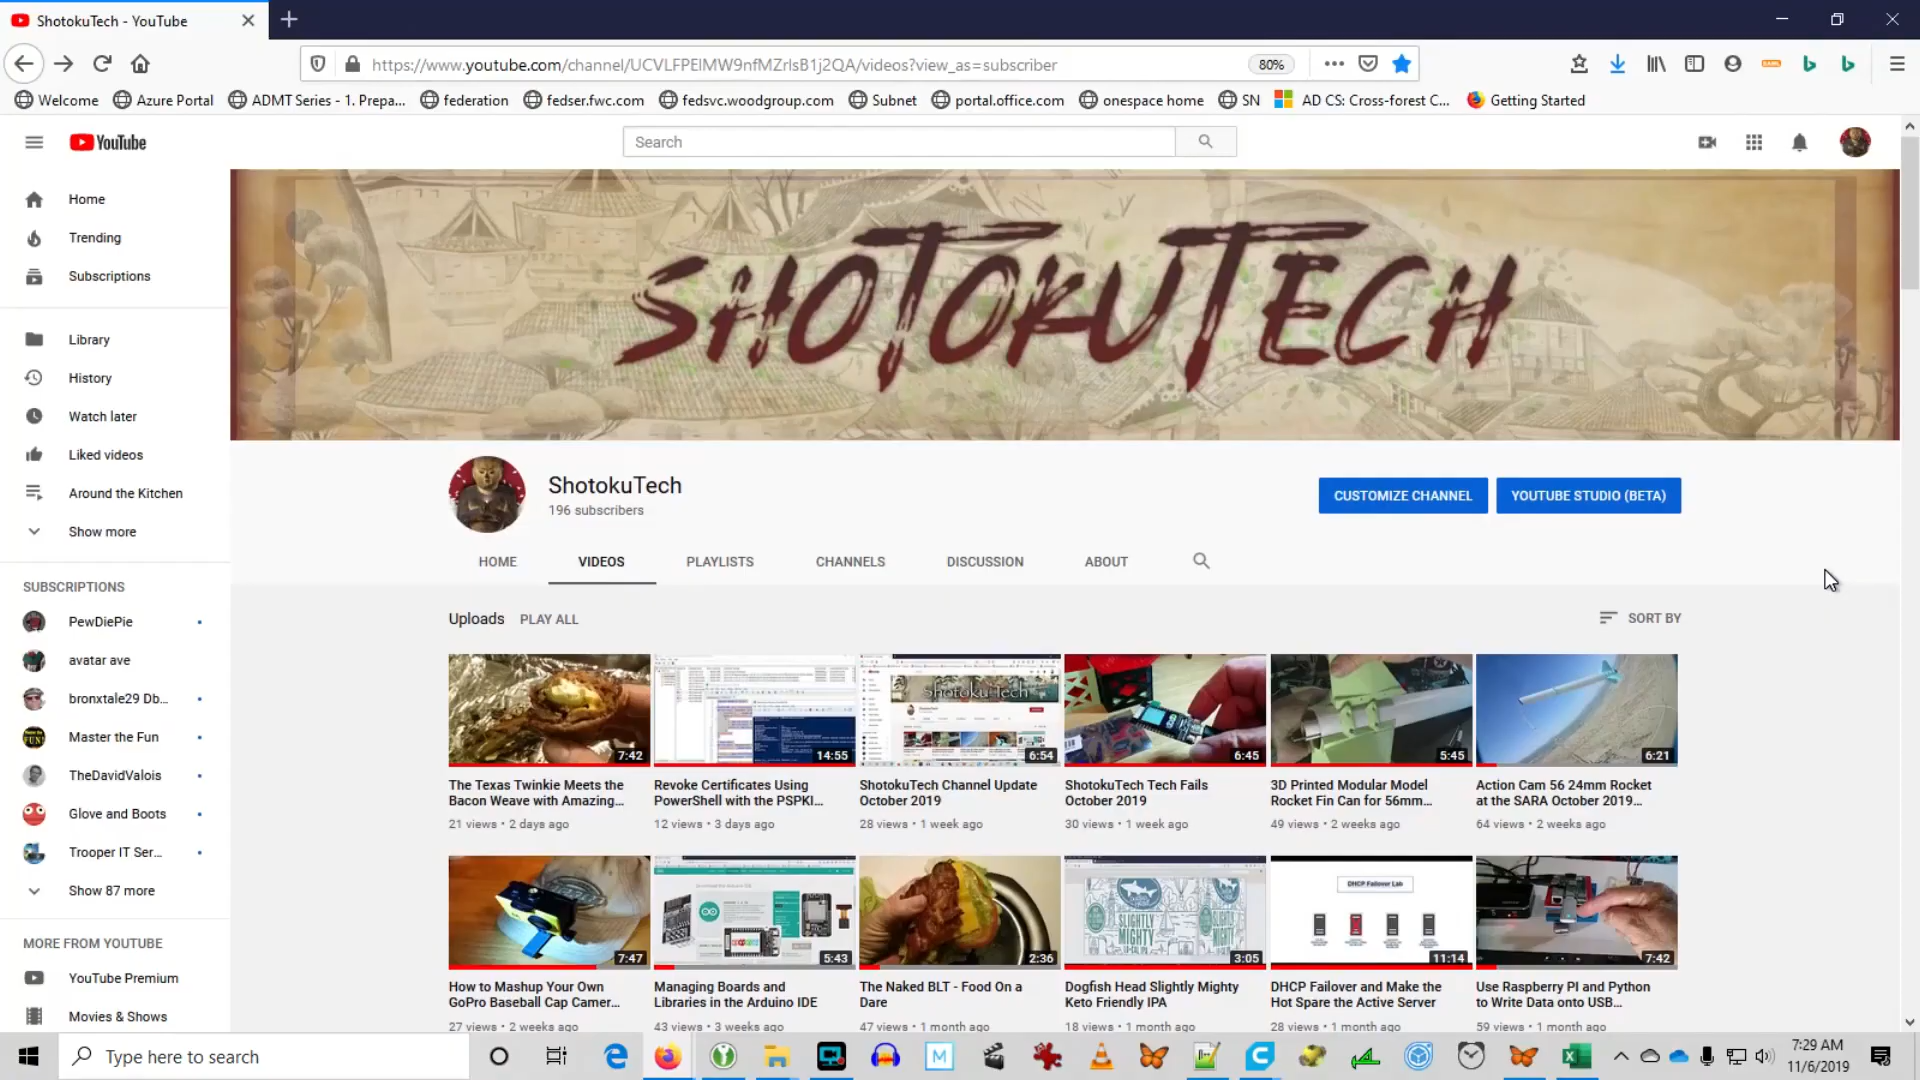 ShotokuTech - YouTube
https://www.youtube.com/channel/UCVLFPElMW9nfMZrlsB1j2QA/videos?view_as=subscriber
80%
Welcome
Azure Portal
ADMT Series - 1. Prepa...
federation
fedser.fwc.com
fedsvc.woodgroup.com
Subnet
portal.office.com
onespace home
SN
AD CS: Cross-forest C...
Getting Started
YouTube
Search
Home
Trending
Subscriptions
Library
History
Watch later
Liked videos
Around the Kitchen
Show more
SUBSCRIPTIONS
PewDiePie
avatar ave
bronxtale29 Db...
Master the Fun
TheDavidValois
Glove and Boots
Trooper IT Ser...
Show 87 more
MORE FROM YOUTUBE
YouTube Premium
Movies & Shows
SHOTOKUTECH
ShotokuTech
196 subscribers
CUSTOMIZE CHANNEL
YOUTUBE STUDIO (BETA)
HOME
VIDEOS
PLAYLISTS
CHANNELS
DISCUSSION
ABOUT
Uploads
PLAY ALL
SORT BY
7:42
The Texas Twinkie Meets the
Bacon Weave with Amazing...
21 views • 2 days ago
14:55
Revoke Certificates Using
PowerShell with the PSPKI...
12 views • 3 days ago
ShotokuTech
6:54
ShotokuTech Channel Update
October 2019
28 views • 1 week ago
6:45
ShotokuTech Tech Fails
October 2019
30 views • 1 week ago
5:45
3D Printed Modular Model
Rocket Fin Can for 56mm...
49 views • 2 weeks ago
6:21
Action Cam 56 24mm Rocket
at the SARA October 2019...
64 views • 2 weeks ago
7:47
How to Mashup Your Own
GoPro Baseball Cap Camer...
27 views • 2 weeks ago
5:43
Managing Boards and
Libraries in the Arduino IDE
43 views • 3 weeks ago
2:36
The Naked BLT - Food On a
Dare
47 views • 1 month ago
SLIGHTLY
MIGHTY
3:05
Dogfish Head Slightly Mighty
Keto Friendly IPA
18 views • 1 month ago
DHCP Failover Lab
11:14
DHCP Failover and Make the
Hot Spare the Active Server
28 views • 1 month ago
7:42
Use Raspberry PI and Python
to Write Data onto USB...
59 views • 1 month ago
Type here to search
7:29 AM
11/6/2019